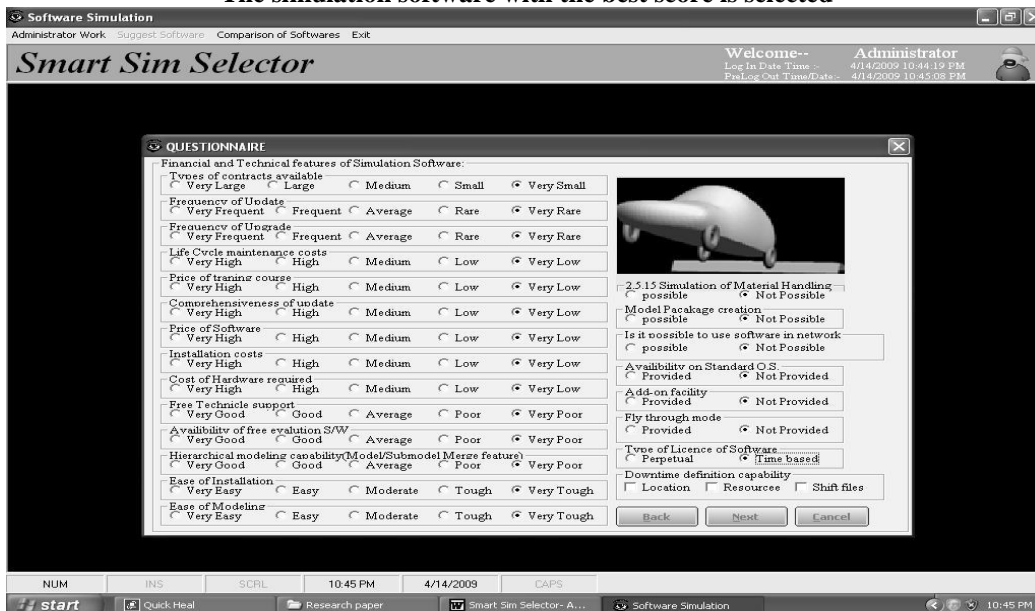 The simulation software with the best score is selected
Software Simulation
Administrator Work Suggest Software Comparison of Softwares Exit
Smart Sim Selector
Welcome-- Administrator
Log In Date Time :- 4/14/2009 10:44:19 PM
PreLog Out Time/Date:- 4/14/2009 10:45:08 PM
QUESTIONNAIRE
Financial and Technical features of Simulation Software:
Types of contracts available
Very Large Large Medium Small Very Small
Frequency of Update
Very Frequent Frequent Average Rare Very Rare
Frequency of Upgrade
Very Frequent Frequent Average Rare Very Rare
Life Cycle maintenance costs
Very High High Medium Low Very Low
Price of traning course
Very High High Medium Low Very Low
Comprehensiveness of update
Very High High Medium Low Very Low
Price of Software
Very High High Medium Low Very Low
Installation costs
Very High High Medium Low Very Low
Cost of Hardware required
Very High High Medium Low Very Low
Free Technicle support
Very Good Good Average Poor Very Poor
Availibility of free evalution S/W
Very Good Good Average Poor Very Poor
Hierarchical modeling capability(Model/Submodel Merge feature)
Very Good Good Average Poor Very Poor
Ease of Installation
Very Easy Easy Moderate Tough Very Tough
Ease of Modeling
Very Easy Easy Moderate Tough Very Tough
2.5.15 Simulation of Material Handling
possible Not Possible
Model Pacakage creation
possible Not Possible
Is it possible to use software in network
possible Not Possible
Availibility on Standard O.S.
Provided Not Provided
Add-on facility
Provided Not Provided
Fly through mode
Provided Not Provided
Type of Licence of Software
Perpetual Time based
Downtime definition capability
Location Resourcee Shift files
Back Next Cancel
NUM INS SCRL 10:45 PM 4/14/2009 CAPS
start Quick Heal Research paper Smart Sim Selector- A... Software Simulation 10:45 PM